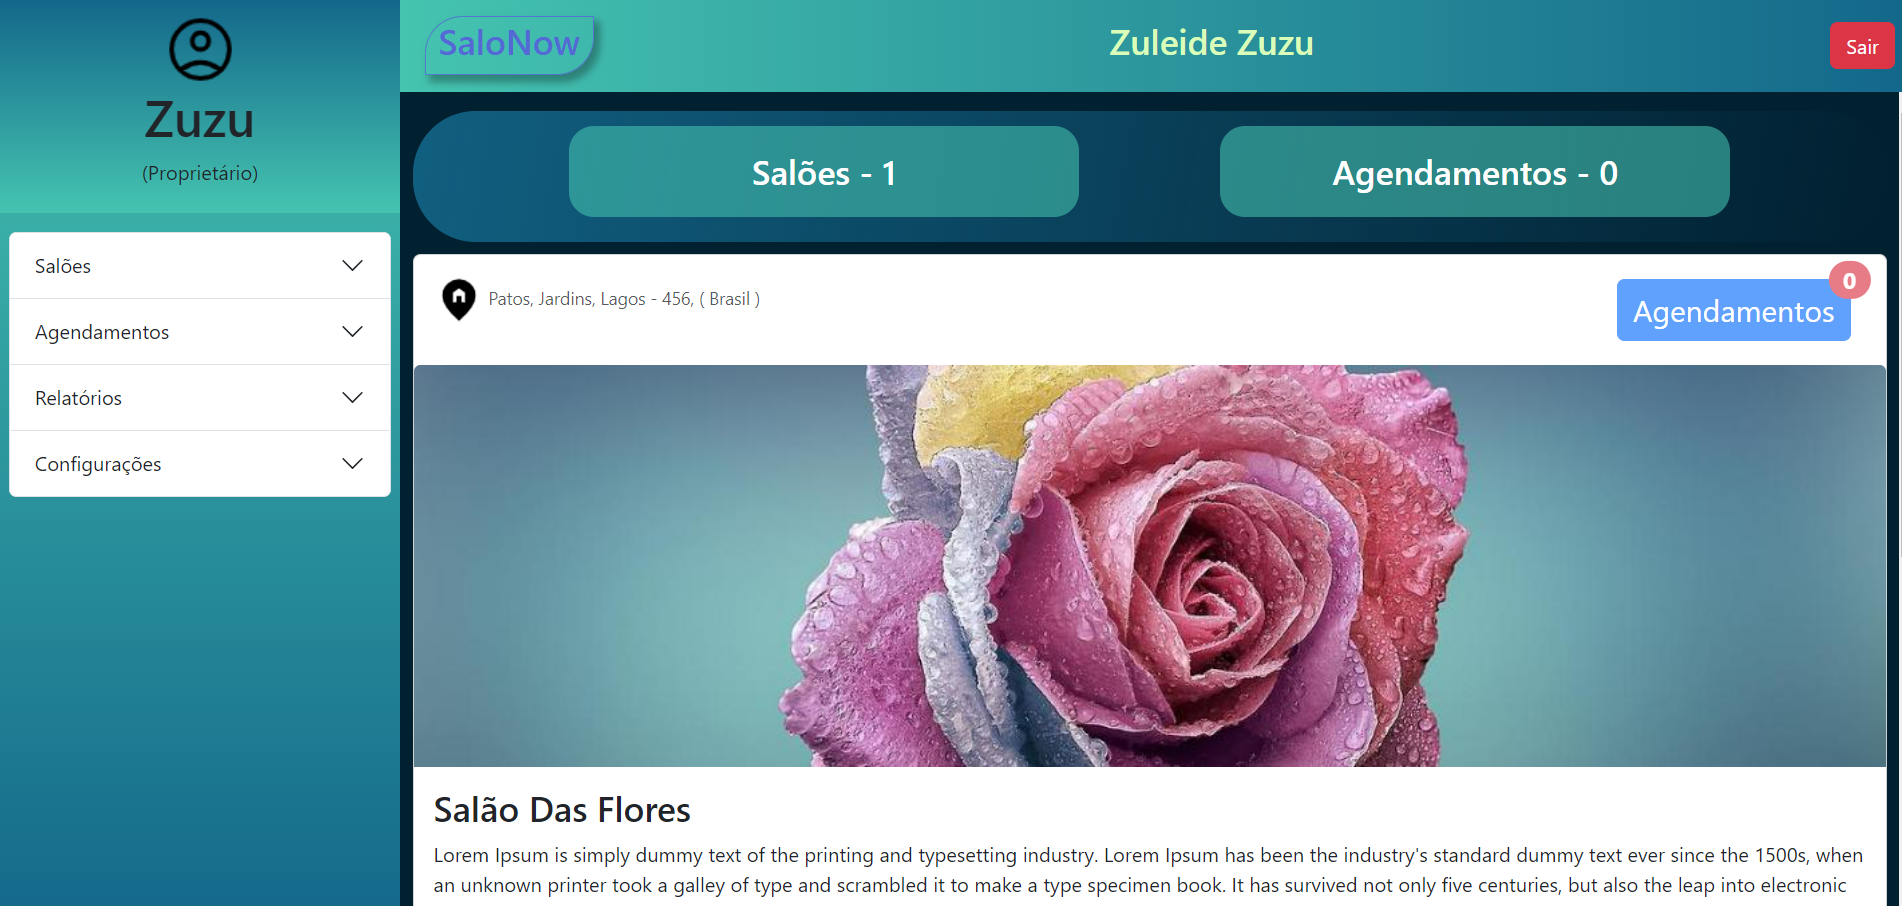 Zuzu
(Proprietário)
Salões
Agendamentos
Relatórios
Configurações
SaloNow
Zuleide Zuzu
Sair
Salões - 1
Agendamentos - 0
Patos, Jardins, Lagos - 456, ( Brasil )
Agendamentos
0
Salão Das Flores
Lorem Ipsum is simply dummy text of the printing and typesetting industry. Lorem Ipsum has been the industry's standard dummy text ever since the 1500s, when
an unknown printer took a galley of type and scrambled it to make a type specimen book. It has survived not only five centuries, but also the leap into electronic